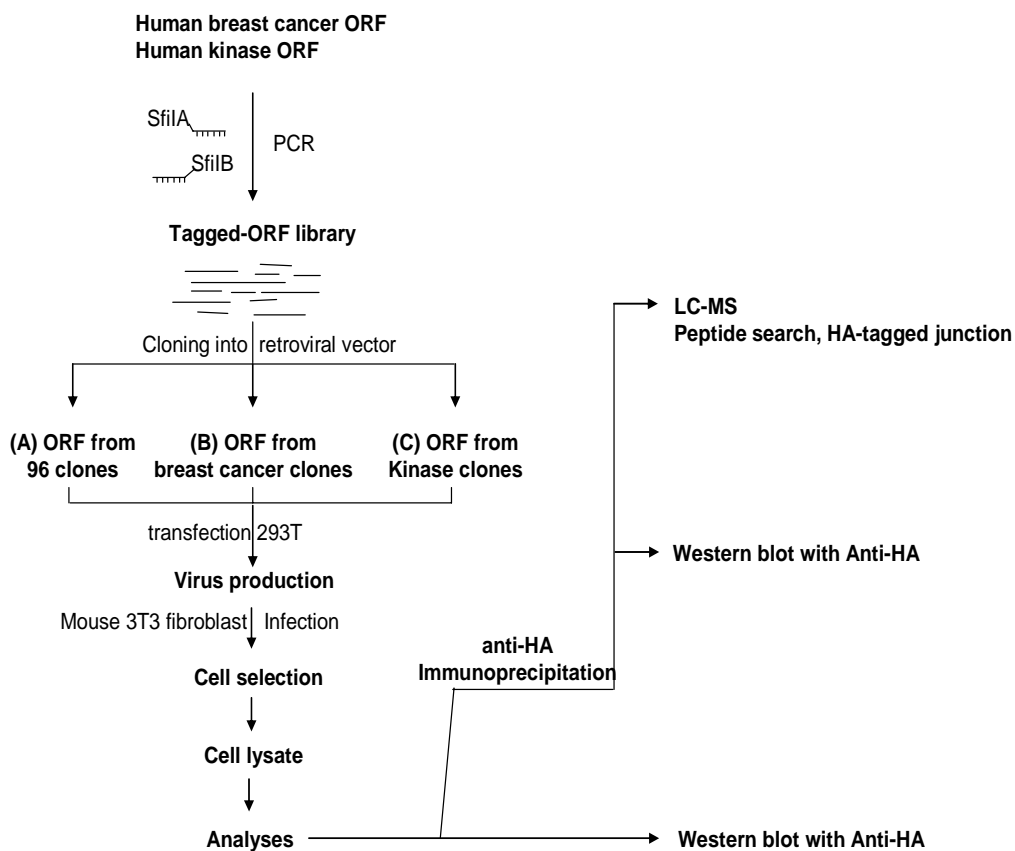 Human breast cancer ORF
Human kinase ORF
SfiIA
SfiIB
PCR
Tagged-ORF library
Cloning into retroviral vector
(A) ORF from
96 clones
(B) ORF from
breast cancer clones
(C) ORF from
Kinase clones
transfection 293T
Virus production
Mouse 3T3 fibroblast Infection
Cell selection
Cell lysate
Analyses
anti-HA
Immunoprecipitation
LC-MS
Peptide search, HA-tagged junction
Western blot with Anti-HA
Western blot with Anti-HA